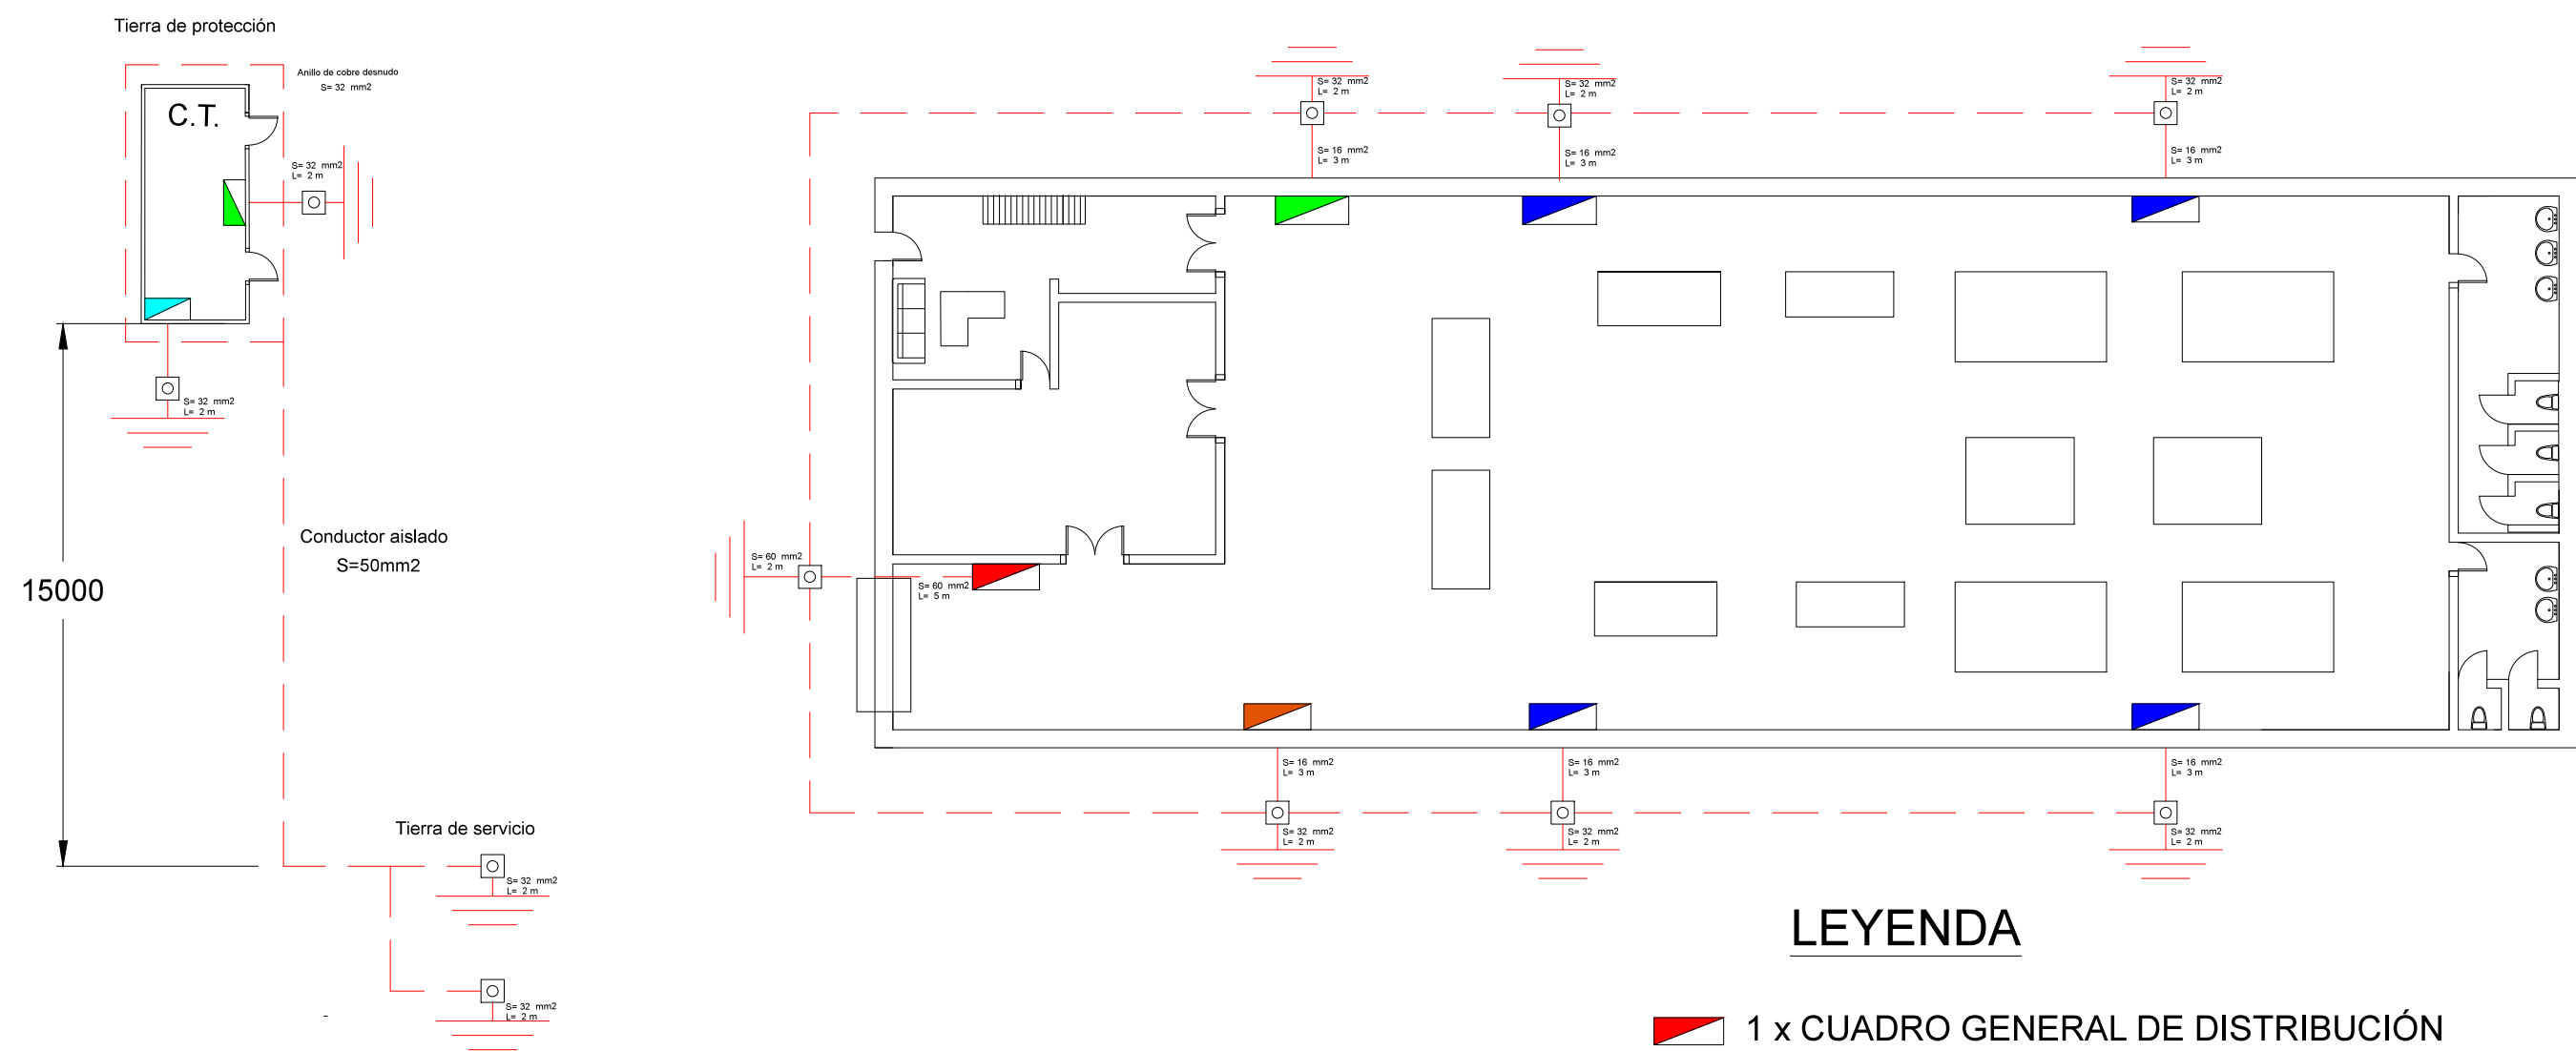 Tierra de protección
Anillo de cobre desnudo
S= 32 mm2
C.T.
S= 32 mm2
L= 2 m
S= 32 mm2
L= 2 m
15000
Conductor aislado
S=50mm2
Tierra de servicio
S= 32 mm2
L= 2 m
S= 32 mm2
L= 2 m
-
S= 32 mm2
L= 2 m
S= 32 mm2
L= 2 m
S= 32 mm2
L= 2 m
S= 16 mm2
L= 3 m
S= 16 mm2
L= 3 m
S= 16 mm2
L= 3 m
S= 60 mm2
L= 2 m
S= 60 mm2
L= 5 m
S= 16 mm2
L= 3 m
S= 16 mm2
L= 3 m
S= 16 mm2
L= 3 m
S= 32 mm2
L= 2 m
S= 32 mm2
L= 2 m
S= 32 mm2
L= 2 m
LEYENDA
1 x CUADRO GENERAL DE DISTRIBUCIÓN